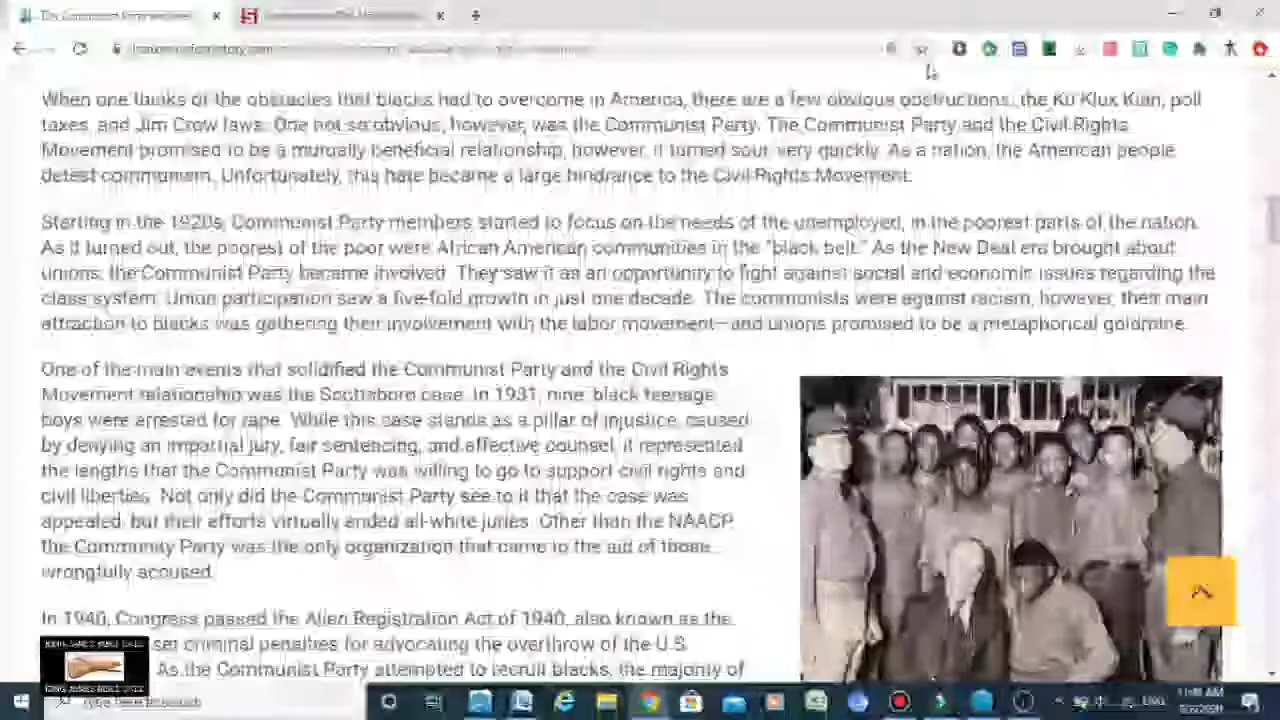 When one thinks of the obstacles that blacks had to overcome in America, there are a few obvious obstructions: the Ku Klux Klan, poll
taxes, and Jim Crow laws. One not so obvious, however, was the Communist Party. The Communist Party and the Civil Rights
Movement promised to be a mutually beneficial relationship, however, it turned sour very quickly. As a nation, the American people
detest communism. Unfortunately, this hate became a large hindrance to the Civil Rights Movement.
Starting in the 1920s, Communist Party members started to focus on the needs of the unemployed, in the poorest parts of the nation.
As it turned out, the poorest of the poor were African American communities in the "black belt." As the New Deal era brought about
unions, the Communist Party became involved. They saw it as an opportunity to fight against social and economic issues regarding the
class system. Union participation saw a five-fold growth in just one decade. The communists were against racism, however, their main
attraction to blacks was gathering their involvement with the labor movement—and unions promised to be a metaphorical goldmine.
One of the main events that solidified the Communist Party and the Civil Rights
Movement relationship was the Scottsboro case. In 1931, nine black teenage
boys were arrested for rape. While this case stands as a pillar of injustice, caused
by denying an impartial jury, fair sentencing, and effective counsel, it represented
the lengths that the Communist Party was willing to go to support civil rights and
civil liberties. Not only did the Communist Party see to it that the case was
appealed, but their efforts virtually ended all-white juries. Other than the NAACP,
the Community Party was the only organization that came to the aid of those
wrongfully accused.
In 1940, Congress passed the Alien Registration Act of 1940, also known as the
set criminal penalties for advocating the overthrow of the U.S.
As the Communist Party attempted to recruit blacks, the majority of
Type here to search
ENG
11:48 AM